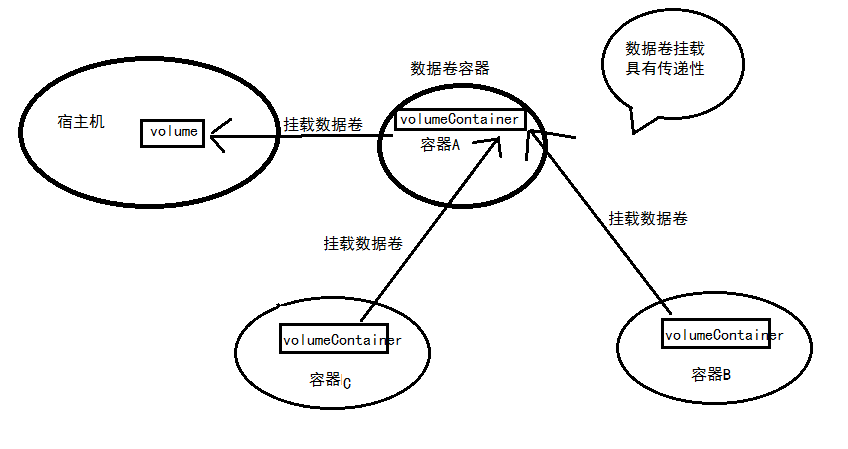 数据卷挂载
具有传递性
数据卷容器
宿主机
volume
挂载数据卷
volumeContainer
容器A
挂载数据卷
挂载数据卷
volumeContainer
容器C
volumeContainer
容器B